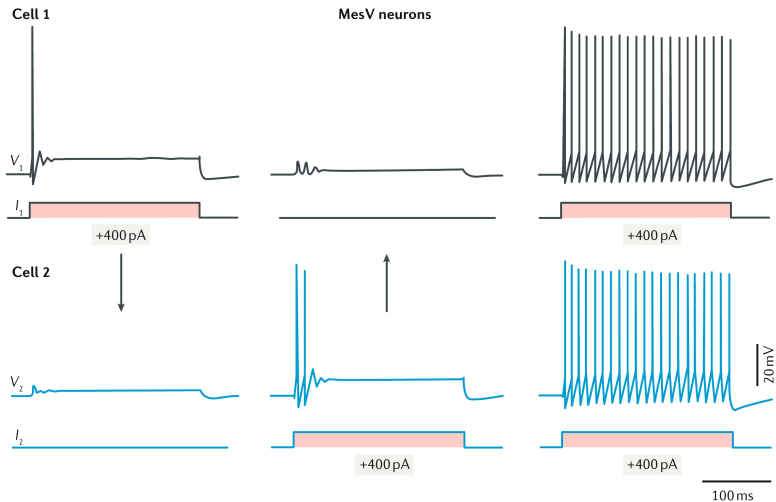 Cell 1
MesV neurons
V1
I1
+400 pA
+400 pA
Cell 2
V2
20 mV
I2
+400 pA
+400 pA
100 ms